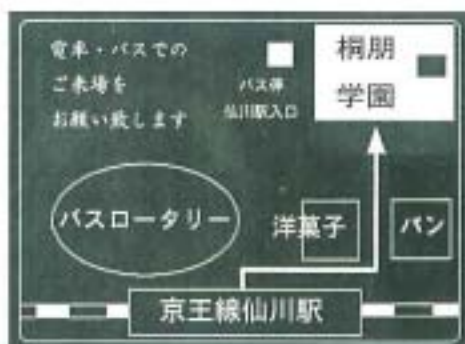 電車・バスでの
ご来場を
お願い致します
バス停
仙川駅入口
桐朋
学園
バスロータリー
洋菓子
パン
京王線仙川駅